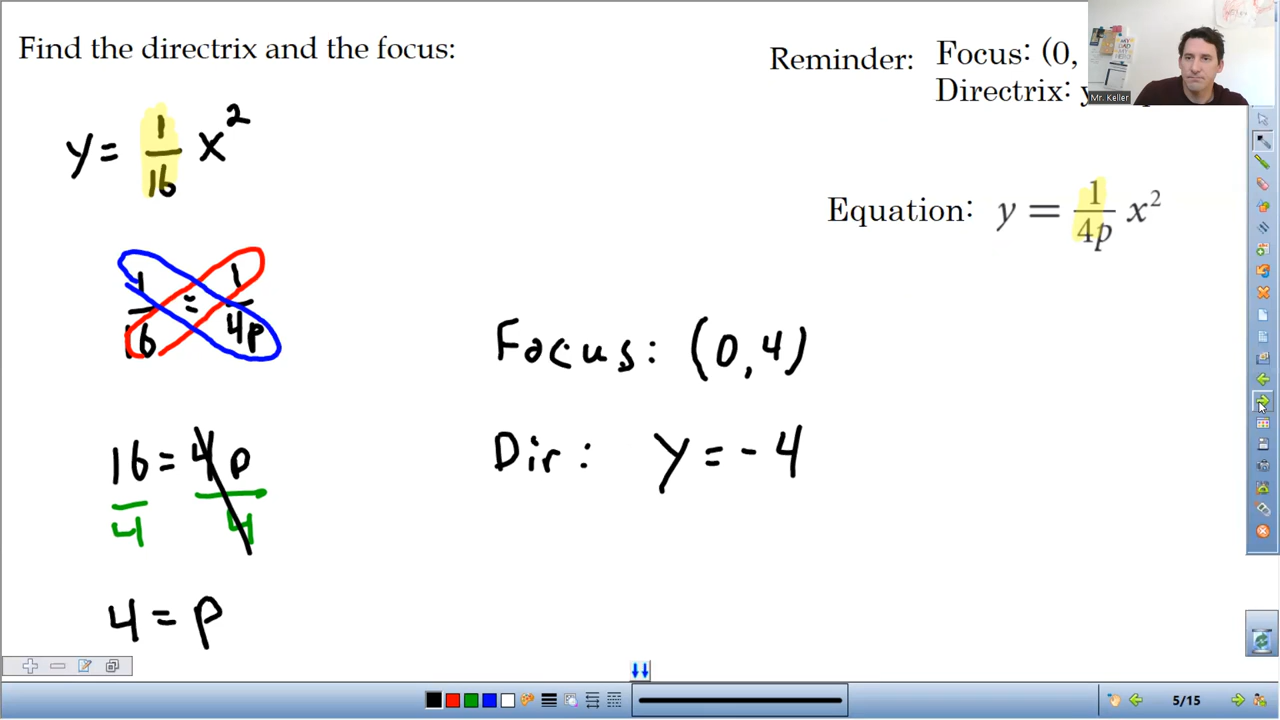 Find the directrix and the focus:
Reminder: Focus: (0,
Directrix: y
Mr. Keller
y = 1/16 x²
Equation: y = 1/4p x²
1/16 = 1/4p
Focus: (0,4)
Dir: y = -4
16 = 4p
4 4
4 = p
5/15